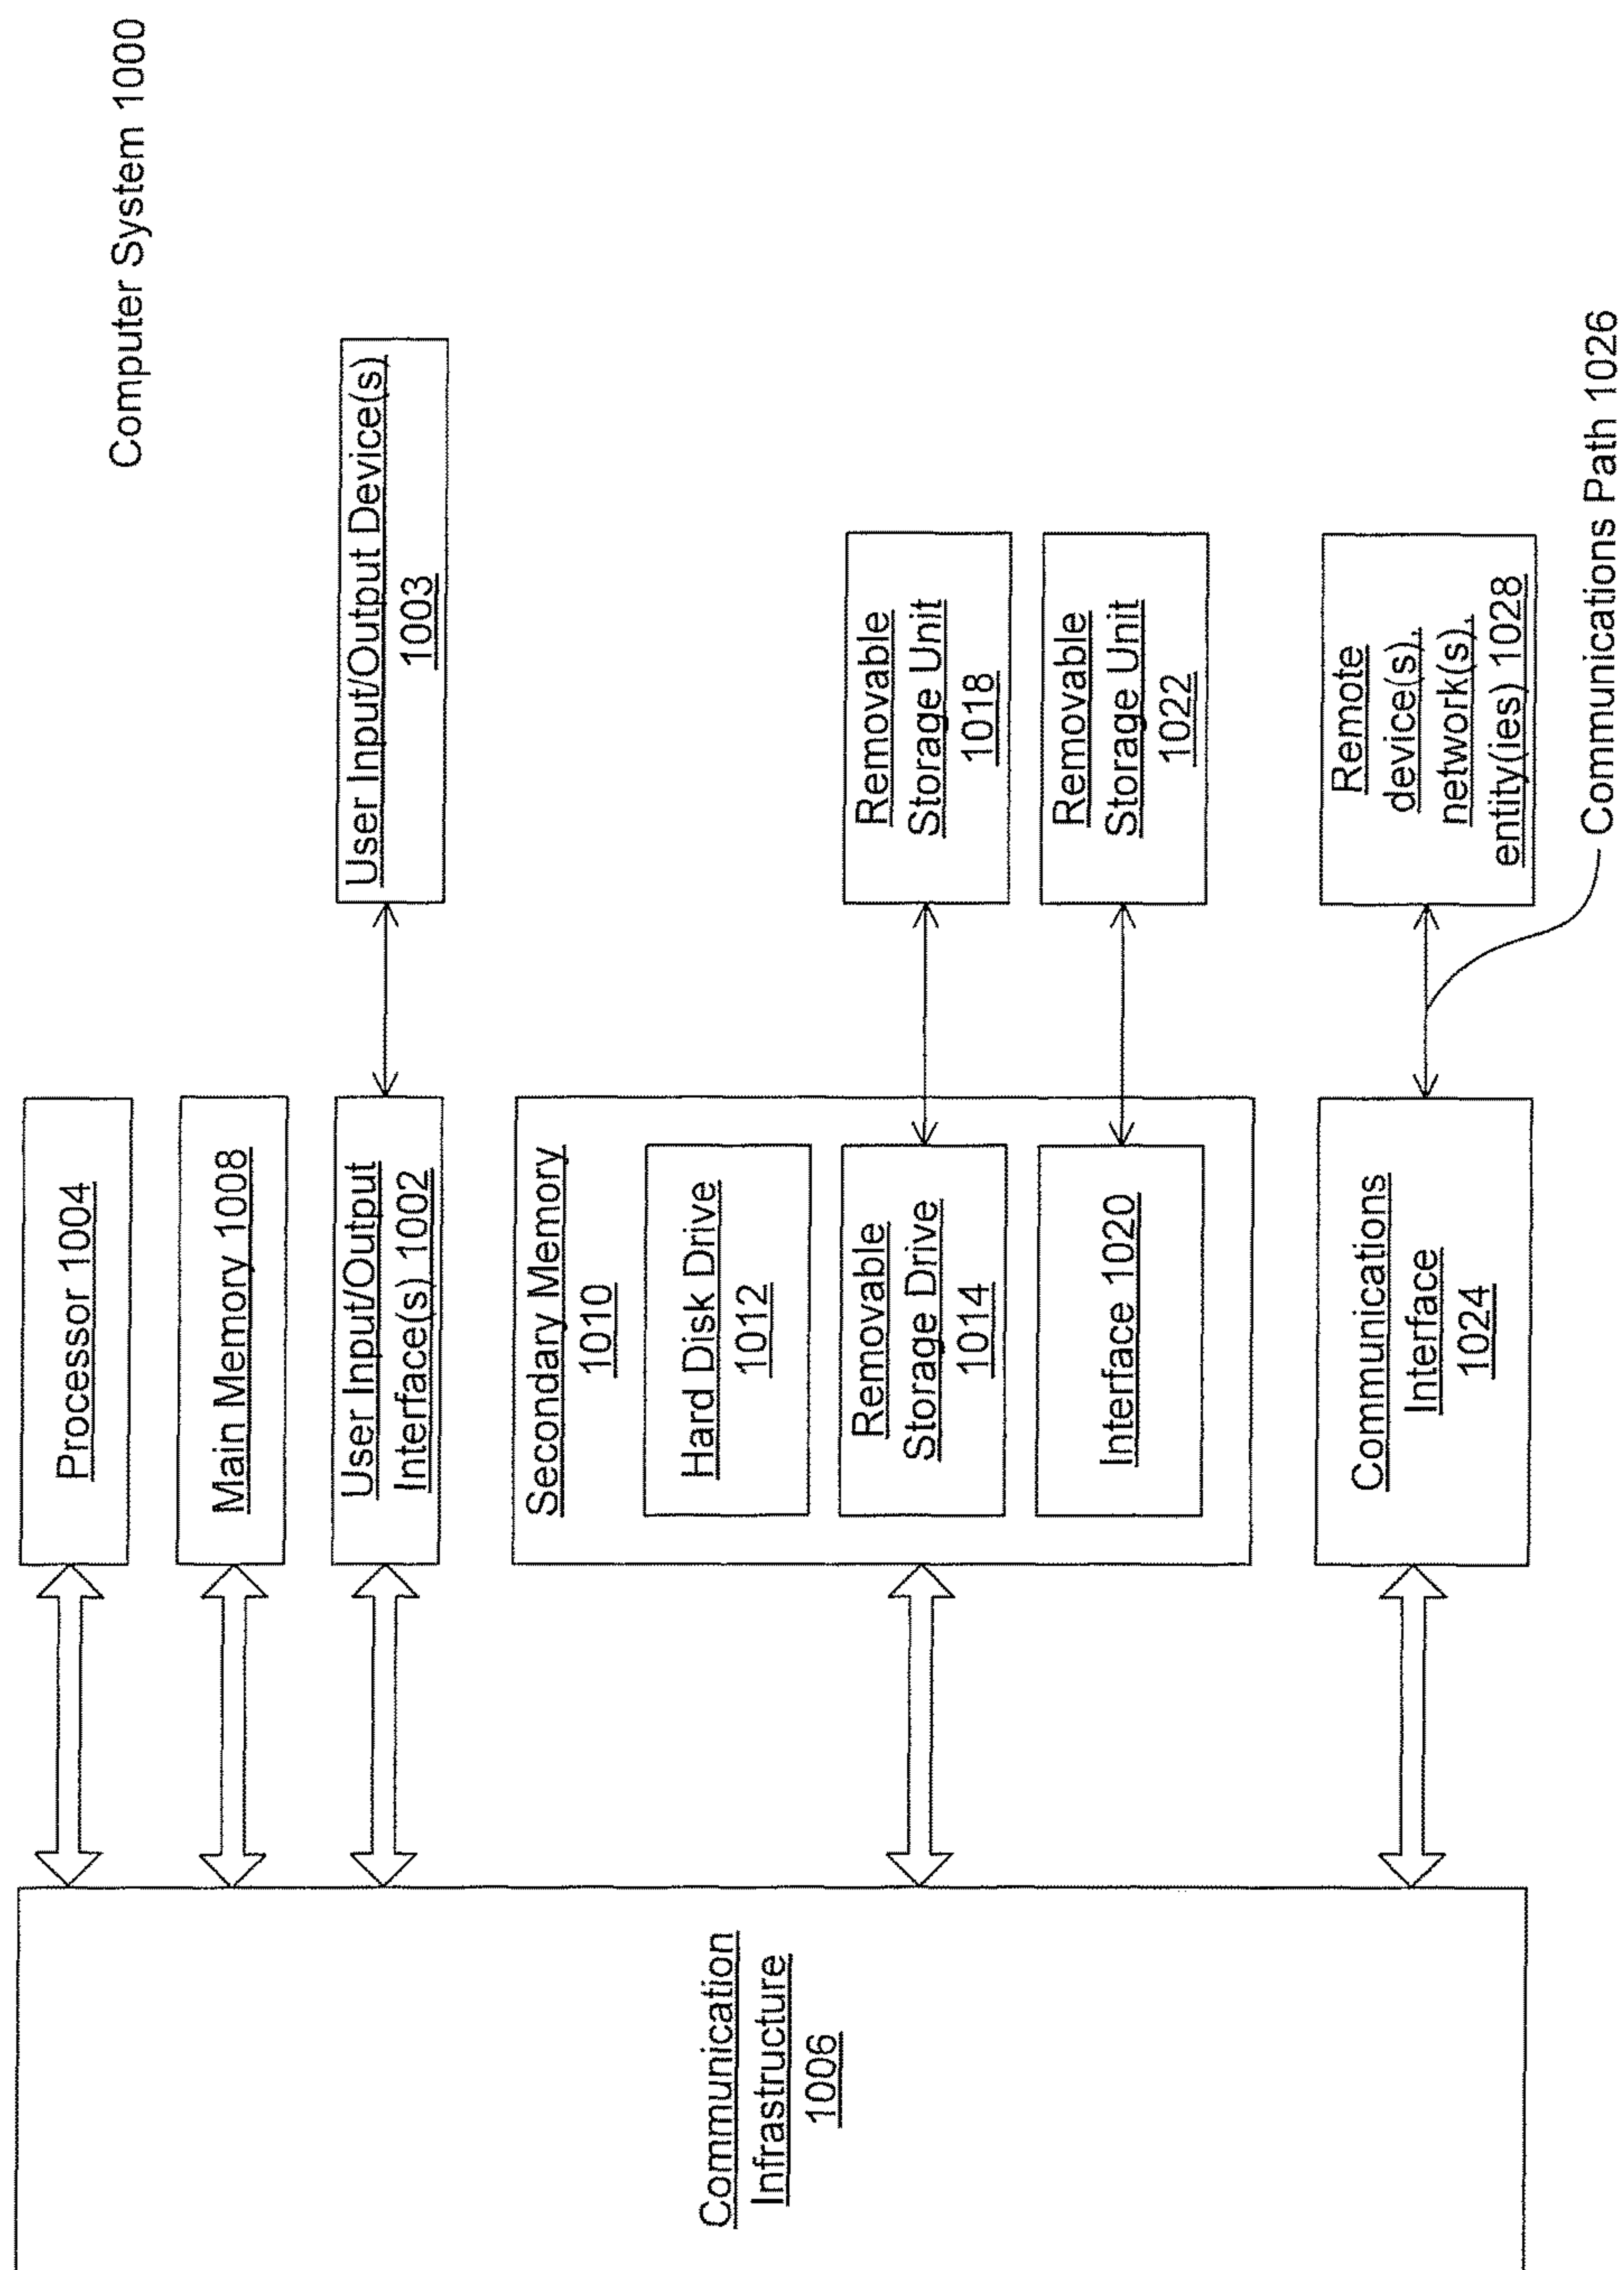 Computer System 1000
Processor 1004
Main Memory 1008
User Input/Output
Interface(s) 1002
User Input/Output Device(s)
1003
Secondary Memory
1010
Hard Disk Drive
1012
Removable
Storage Drive
1014
Removable
Storage Unit
1018
Interface 1020
Removable
Storage Unit
1022
Communications
Interface
1024
Remote
device(s),
network(s),
entity(ies) 1028
Communications Path 1026
Communication
Infrastructure
1006